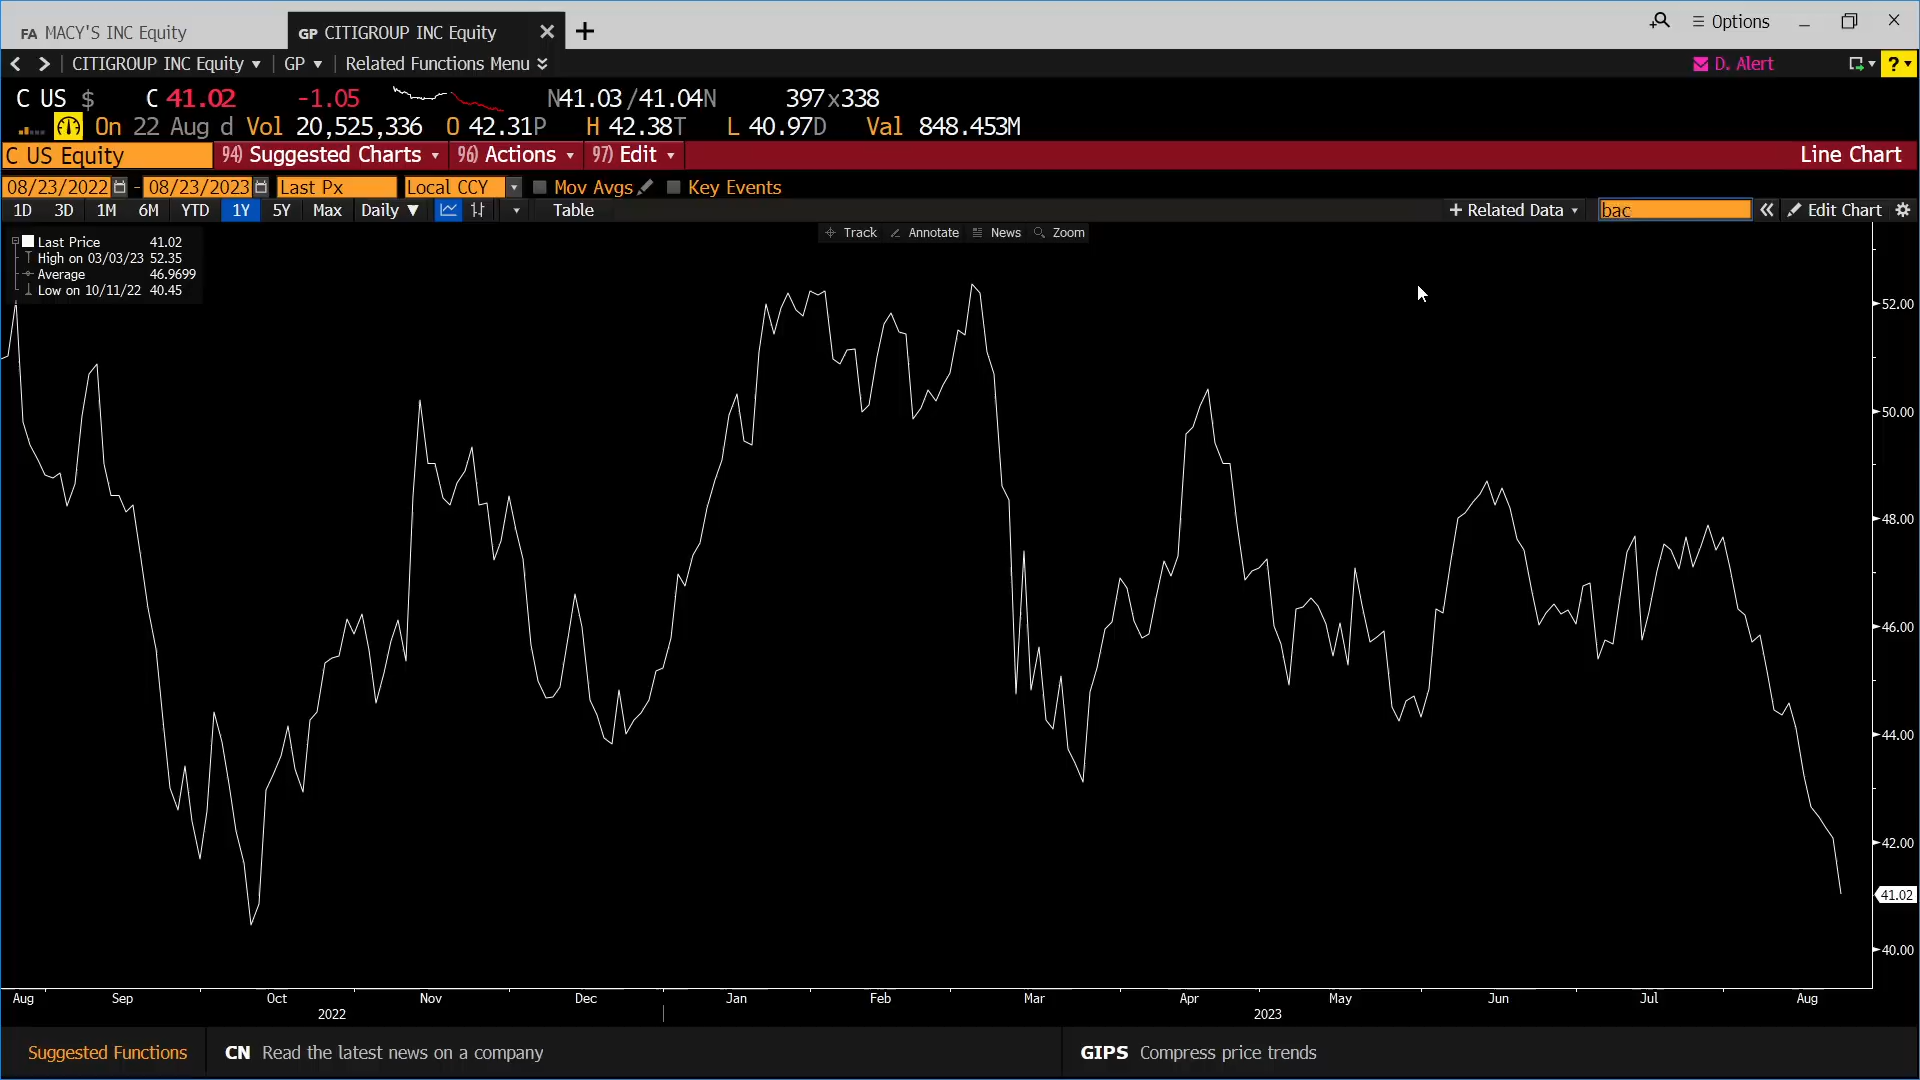 FA MACY'S INC Equity
GP CITIGROUP INC Equity
Options
CITIGROUP INC Equity GP Related Functions Menu
D. Alert
?
C US $ C 41.02 -1.05 N41.03/41.04N 397x338
On 22 Aug d Vol 20,525,336 O 42.31P H 42.38T L 40.97D Val 848.453M
C US Equity 94) Suggested Charts 96) Actions 97) Edit Line Chart
08/23/2022 - 08/23/2023 Last Px Local CCY Mov Avgs Key Events
1D 3D 1M 6M YTD 1Y 5Y Max Daily Table + Related Data bac Edit Chart
Track Annotate News Zoom
Last Price 41.02
High on 03/03/23 52.35
Average 46.9699
Low on 10/11/22 40.45
52.00
50.00
48.00
46.00
44.00
42.00
41.02
40.00
Aug Sep Oct Nov Dec Jan Feb Mar Apr May Jun Jul Aug
2022 2023
Suggested Functions CN Read the latest news on a company GIPS Compress price trends